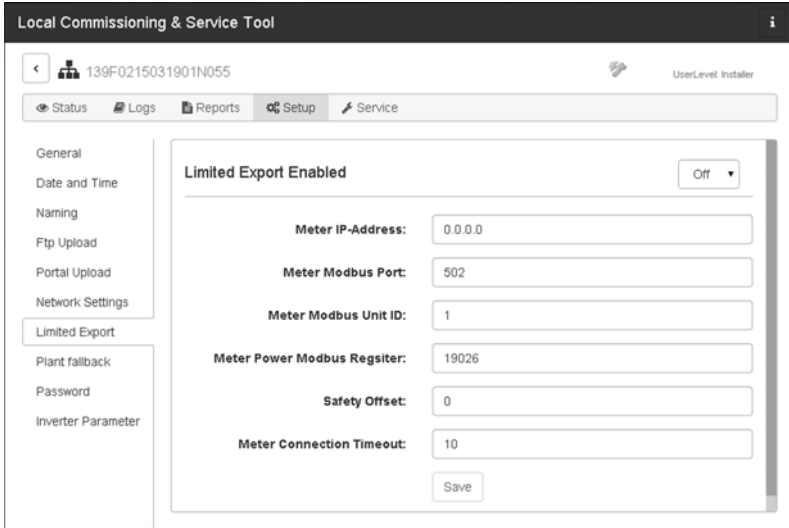 Local Commissioning & Service Tool i
139F0215031901N055 UserLevel: Installer
Status Logs Reports Setup Service
General
Date and Time
Naming
Ftp Upload
Portal Upload
Network Settings
Limited Export
Plant fallback
Password
Inverter Parameter
Limited Export Enabled Off
Meter IP-Address: 0.0.0.0
Meter Modbus Port: 502
Meter Modbus Unit ID: 1
Meter Power Modbus Regsiter: 19026
Safety Offset: 0
Meter Connection Timeout: 10
Save